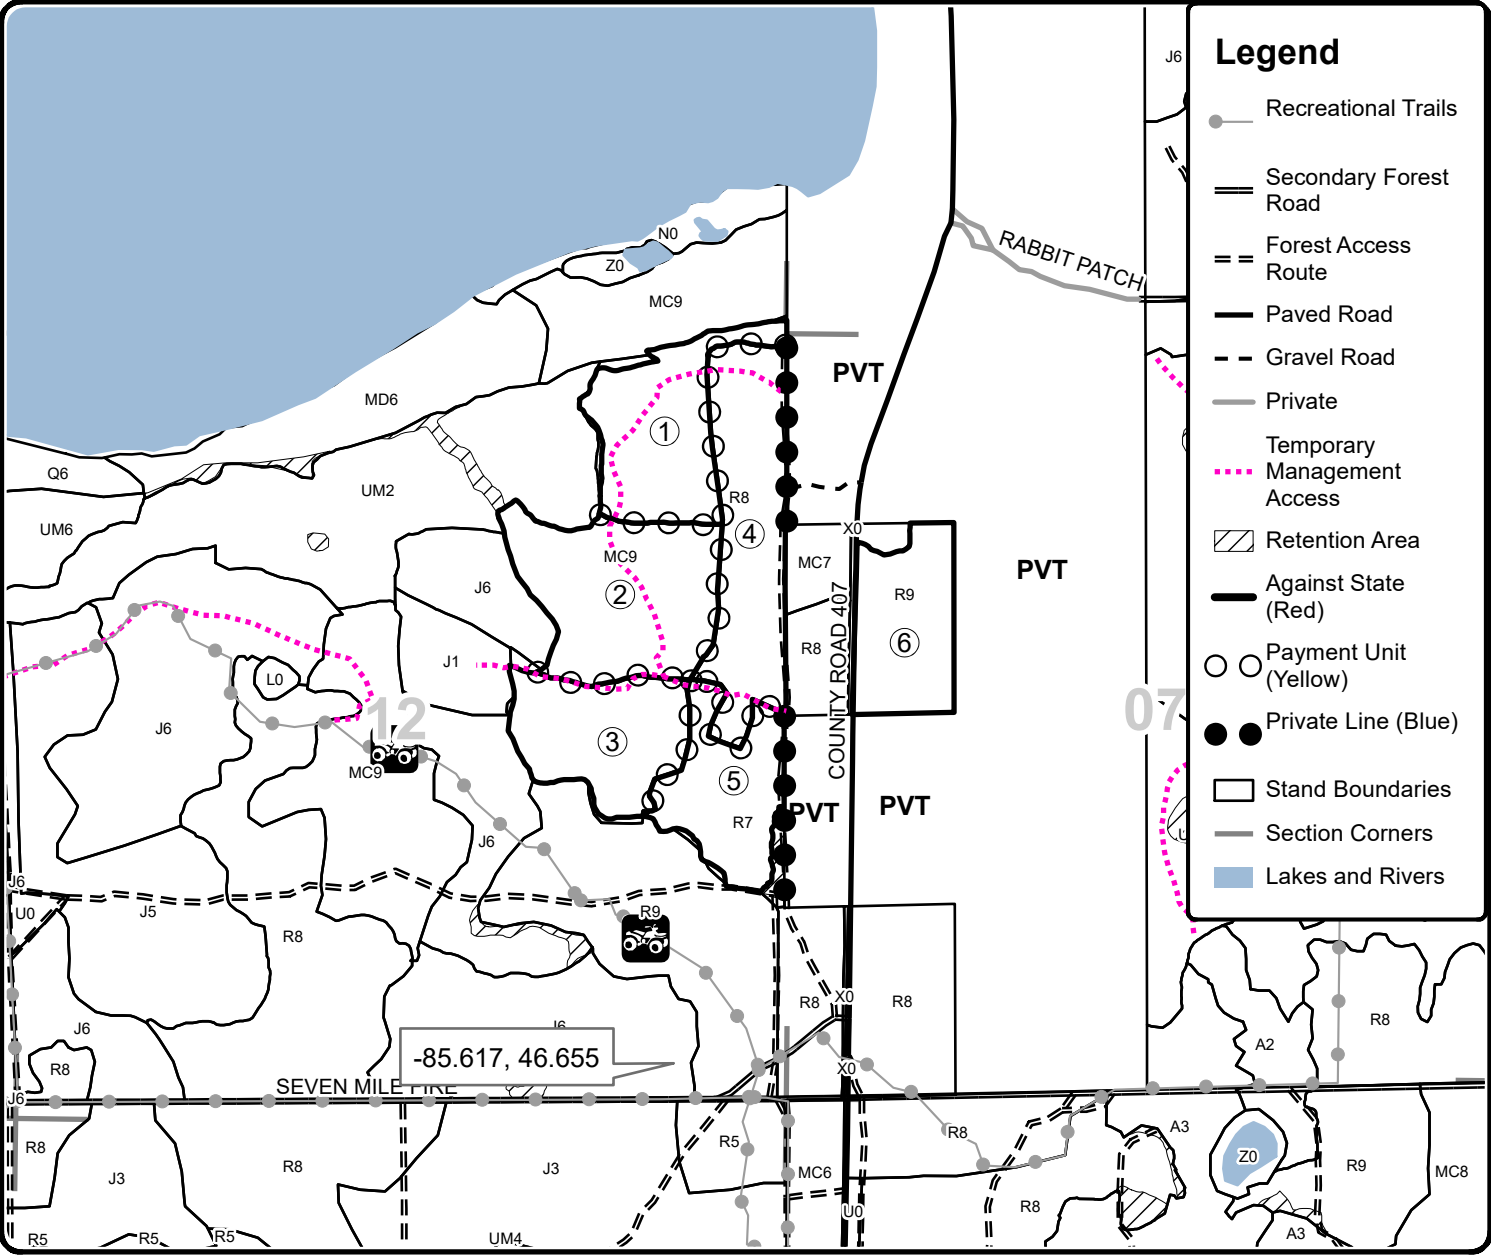 Legend
Recreational Trails
Secondary Forest
Road
Forest Access
Route
Paved Road
Gravel Road
Private
Temporary
Management
Access
Retention Area
Against State
(Red)
Payment Unit
(Yellow)
Private Line (Blue)
Stand Boundaries
Section Corners
Lakes and Rivers
J6
N0
Z0
MC9
RABBIT PATCH
PVT
MD6
1
Q6
UM2
R8
UM6
4
X0
MC9
MC7
PVT
J6
2
R9
COUNTY ROAD 407
6
R8
J1
L0
12
07
J6
3
MC9
5
PVT
PVT
R7
J6
J6
U0
J5
R9
R8
R8
X0
R8
R8
J6
J6
A2
-85.617, 46.655
R8
X0
SEVEN MILE FIRE
J6
R8
R5
R8
A3
Z0
J3
R8
J3
MC6
R9
MC8
R8
U0
R5
R5
R5
UM4
A3